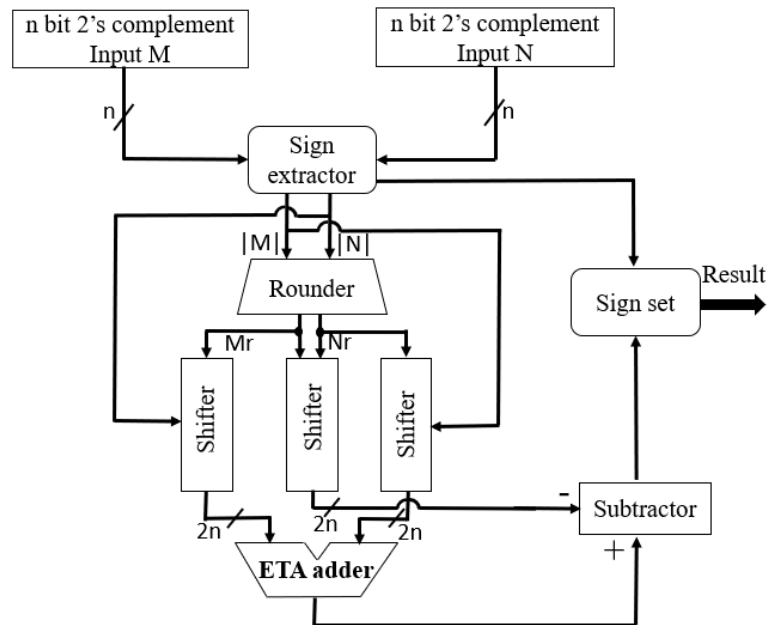 n bit 2's complement
Input M
n bit 2's complement
Input N
n
n
Sign
extractor
|M|
|N|
Rounder
Result
Sign set
Mr
Nr
Shifter
Shifter
Shifter
-
Subtractor
2n
2n
2n
+
ETA adder